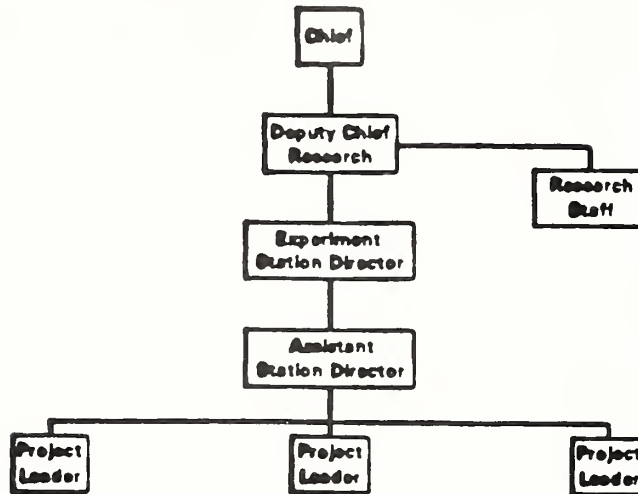 Chief
Deputy Chief
Research
Research
Staff
Experiment
Station Director
Assistant
Station Director
Project
Leader
Project
Leader
Project
Leader